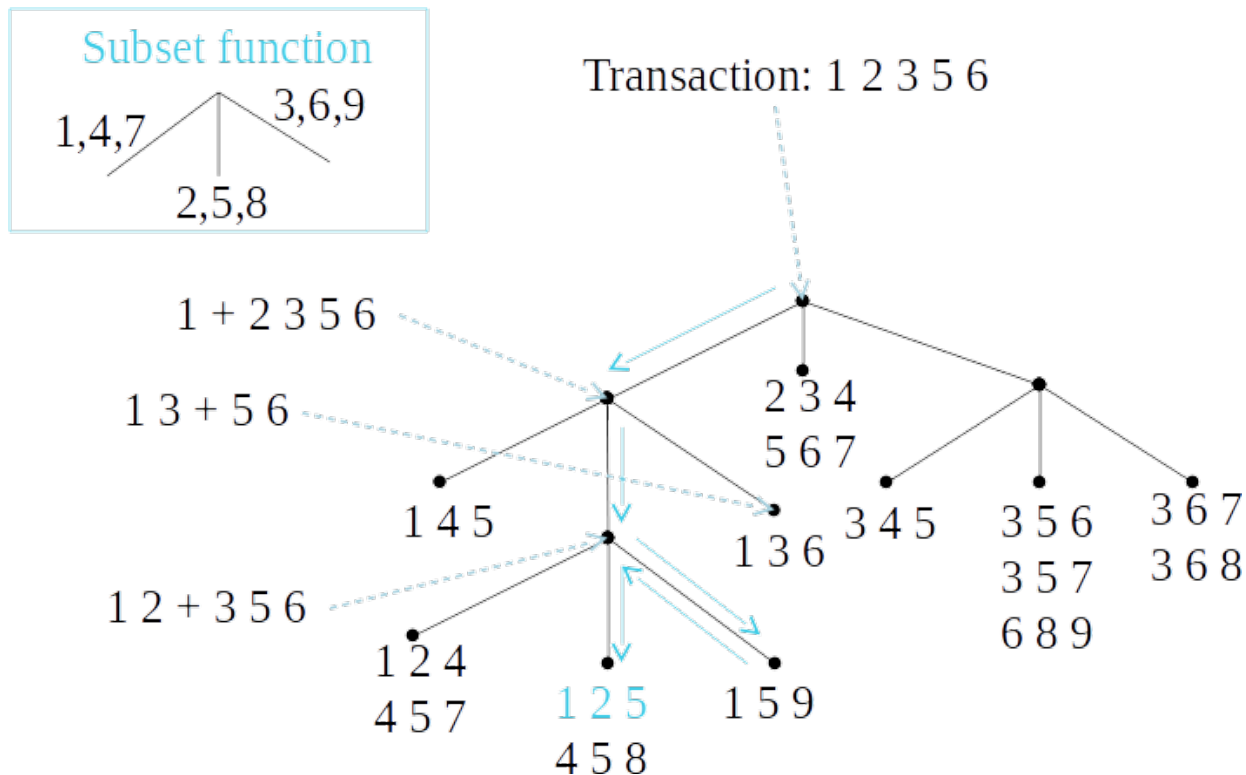 Subset function
Transaction: 1 2 3 5 6
1,4,7
3,6,9
2,5,8
1 + 2 3 5 6
1 3 + 5 6
2 3 4
5 6 7
1 4 5
1 3 6
3 4 5
3 5 6
3 5 7
6 8 9
3 6 7
3 6 8
1 2 + 3 5 6
1 2 4
4 5 7
1 2 5
4 5 8
1 5 9